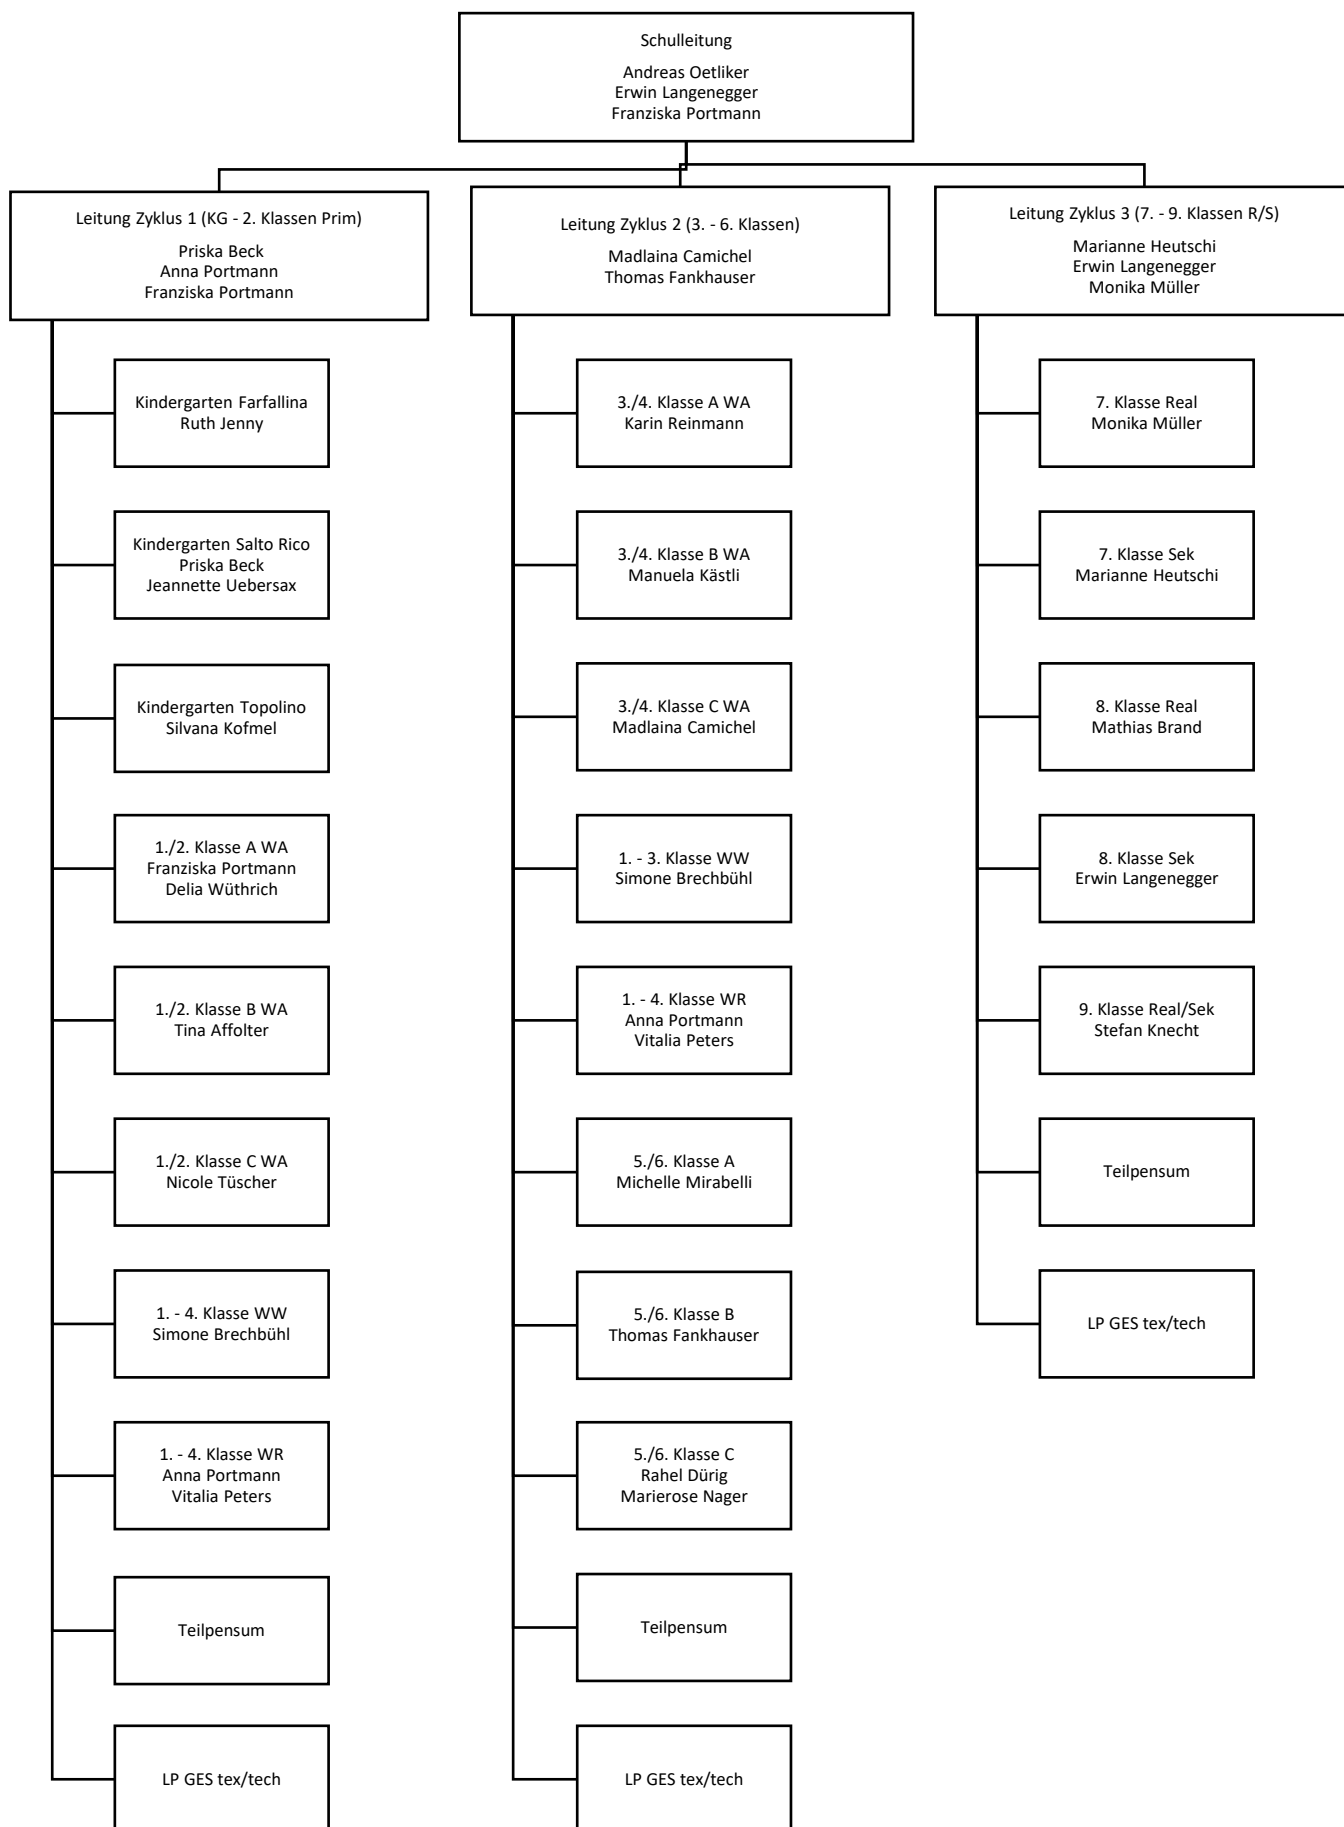 Schulleitung
Andreas Oetliker
Erwin Langenegger
Franziska Portmann
Leitung Zyklus 1 (KG - 2. Klassen Prim)
Priska Beck
Anna Portmann
Franziska Portmann
Kindergarten Farfallina
Ruth Jenny
Kindergarten Salto Rico
Priska Beck
Jeannette Uebersax
Kindergarten Topolino
Silvana Kofmel
1./2. Klasse A WA
Franziska Portmann
Delia Wüthrich
1./2. Klasse B WA
Tina Affolter
1./2. Klasse C WA
Nicole Tüscher
1. - 4. Klasse WW
Simone Brechbühl
1. - 4. Klasse WR
Anna Portmann
Vitalia Peters
Teilpensum
LP GES tex/tech
Leitung Zyklus 2 (3. - 6. Klassen)
Madlaina Camichel
Thomas Fankhauser
3./4. Klasse A WA
Karin Reinmann
3./4. Klasse B WA
Manuela Kästli
3./4. Klasse C WA
Madlaina Camichel
1. - 3. Klasse WW
Simone Brechbühl
1. - 4. Klasse WR
Anna Portmann
Vitalia Peters
5./6. Klasse A
Michelle Mirabelli
5./6. Klasse B
Thomas Fankhauser
5./6. Klasse C
Rahel Dürig
Marierose Nager
Teilpensum
LP GES tex/tech
Leitung Zyklus 3 (7. - 9. Klassen R/S)
Marianne Heutschi
Erwin Langenegger
Monika Müller
7. Klasse Real
Monika Müller
7. Klasse Sek
Marianne Heutschi
8. Klasse Real
Mathias Brand
8. Klasse Sek
Erwin Langenegger
9. Klasse Real/Sek
Stefan Knecht
Teilpensum
LP GES tex/tech